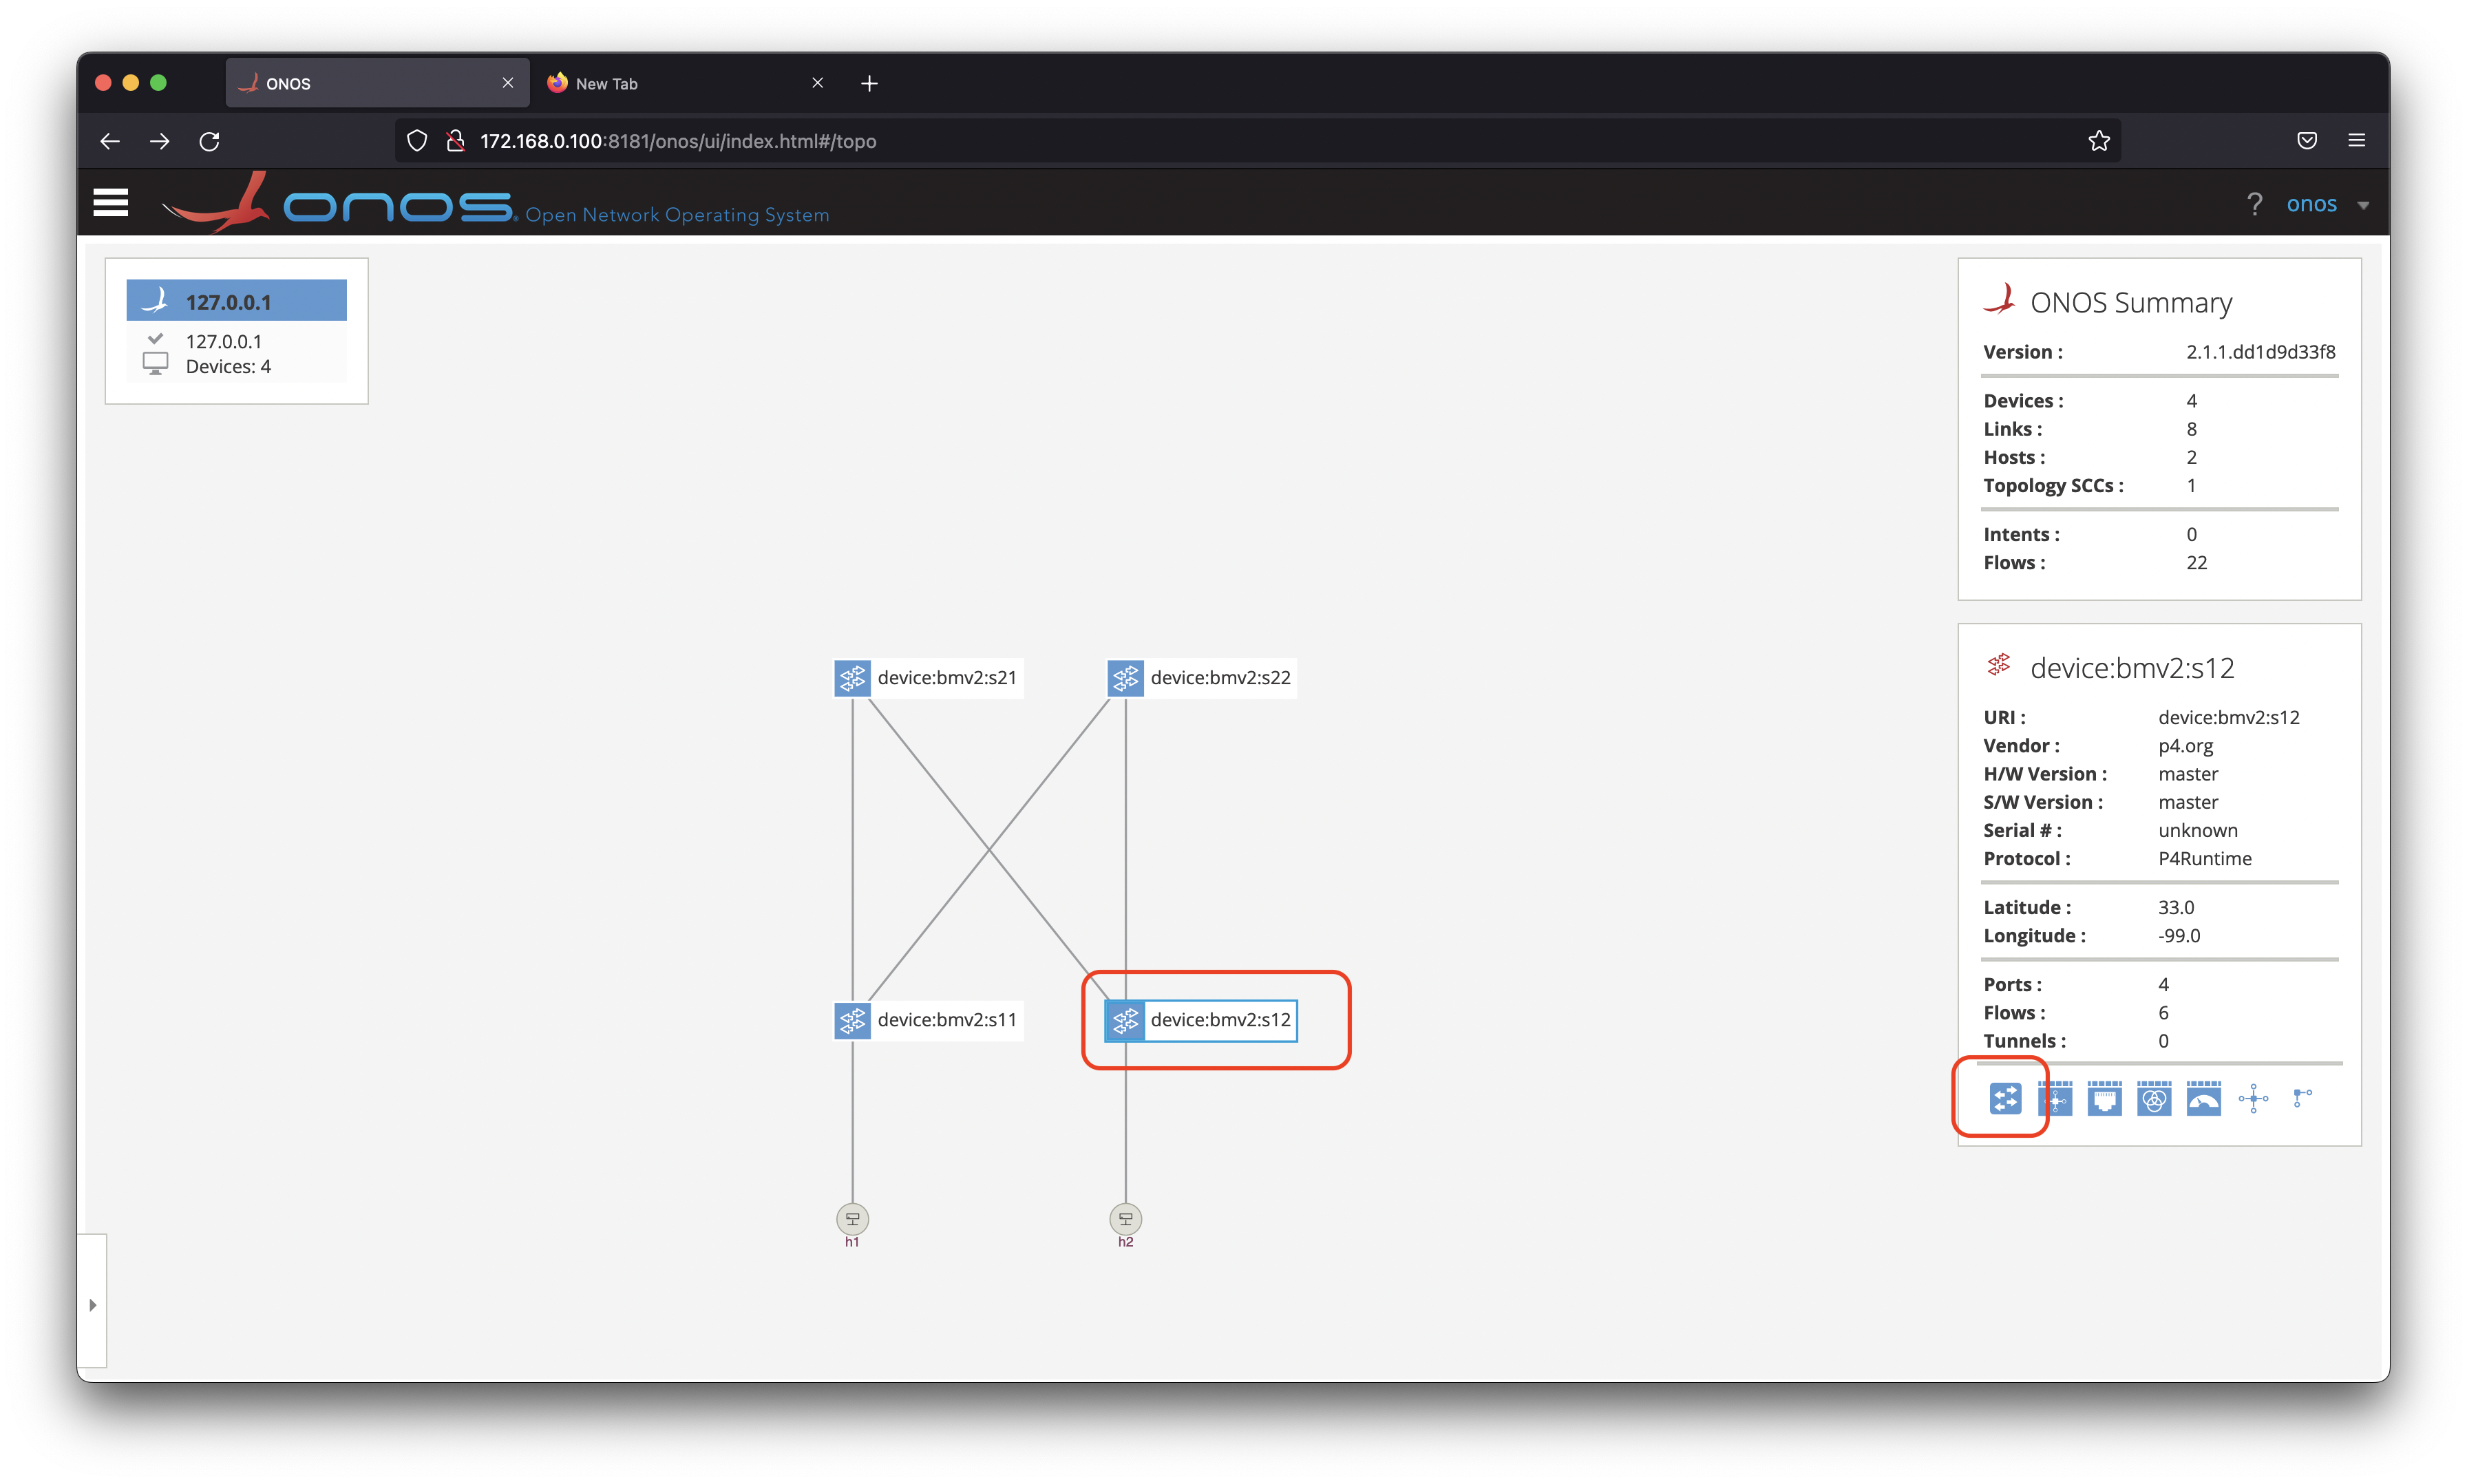 ONOS
New Tab
172.168.0.100:8181/onos/ui/index.html#/topo
onos Open Network Operating System
? onos
127.0.0.1
127.0.0.1
Devices: 4
ONOS Summary
Version : 2.1.1.dd1d9d33f8
Devices : 4
Links : 8
Hosts : 2
Topology SCCs : 1
Intents : 0
Flows : 22
device:bmv2:s21
device:bmv2:s22
device:bmv2:s11
device:bmv2:s12
h1
h2
device:bmv2:s12
URI : device:bmv2:s12
Vendor : p4.org
H/W Version : master
S/W Version : master
Serial # : unknown
Protocol : P4Runtime
Latitude : 33.0
Longitude : -99.0
Ports : 4
Flows : 6
Tunnels : 0